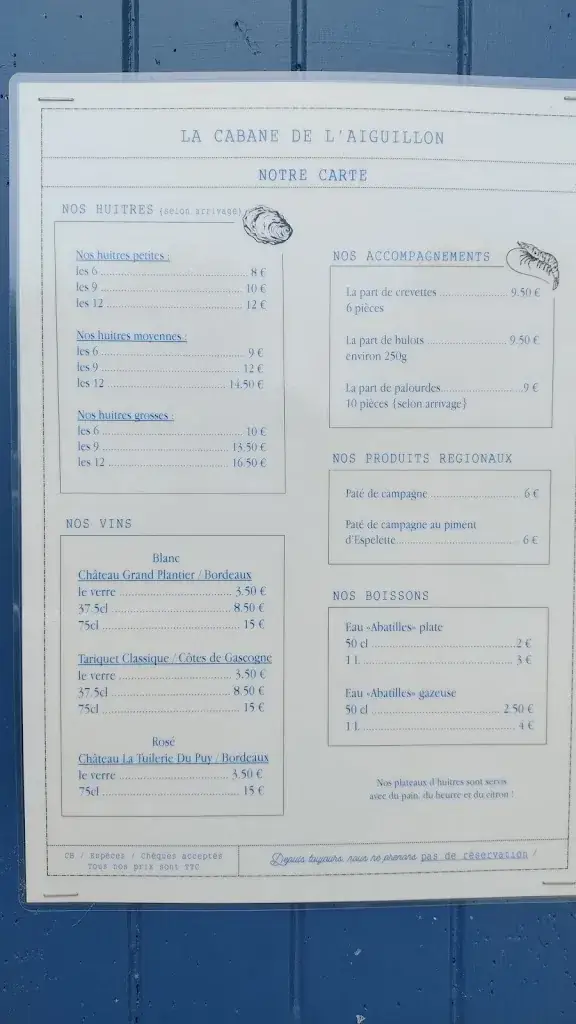 LA CABANE DE L'AIGUILLON
NOTRE CARTE
NOS HUITRES (selon arrivage)
Nos huitres petites :
les 6 8 €
les 9 10 €
les 12 12 €
Nos huitres moyennes :
les 6 9 €
les 9 12 €
les 12 14.50 €
Nos huitres grosses :
les 6 10 €
les 9 13.50 €
les 12 16.50 €
NOS VINS
Blanc
Château Grand Plantier / Bordeaux
le verre 3.50 €
37.5cl 8.50 €
75cl 15 €
Tariquet Classique / Côtes de Gascogne
le verre 3.50 €
37.5cl 8.50 €
75cl 15 €
Rosé
Château La Tuilerie Du Puy / Bordeaux
le verre 3.50 €
75cl 15 €
NOS ACCOMPAGNEMENTS
La part de crevettes 9.50 €
6 pièces
La part de bulots 9.50 €
environ 250g
La part de palourdes 9 €
10 pièces {selon arrivage}
NOS PRODUITS REGIONAUX
Paté de campagne 6 €
Paté de campagne au piment
d'Espelette 6 €
NOS BOISSONS
Eau «Abatilles» plate
50 cl 2 €
1 L 3 €
Eau «Abatilles» gazeuse
50 cl 2.50 €
1 L 4 €
Nos plateaux d'huitres sont servis
avec du pain, du beurre et du citron !
CB / Espèces / Chèques acceptés
Tous nos prix sont TTC
Depuis toujours, nous ne prenons pas de réservation !